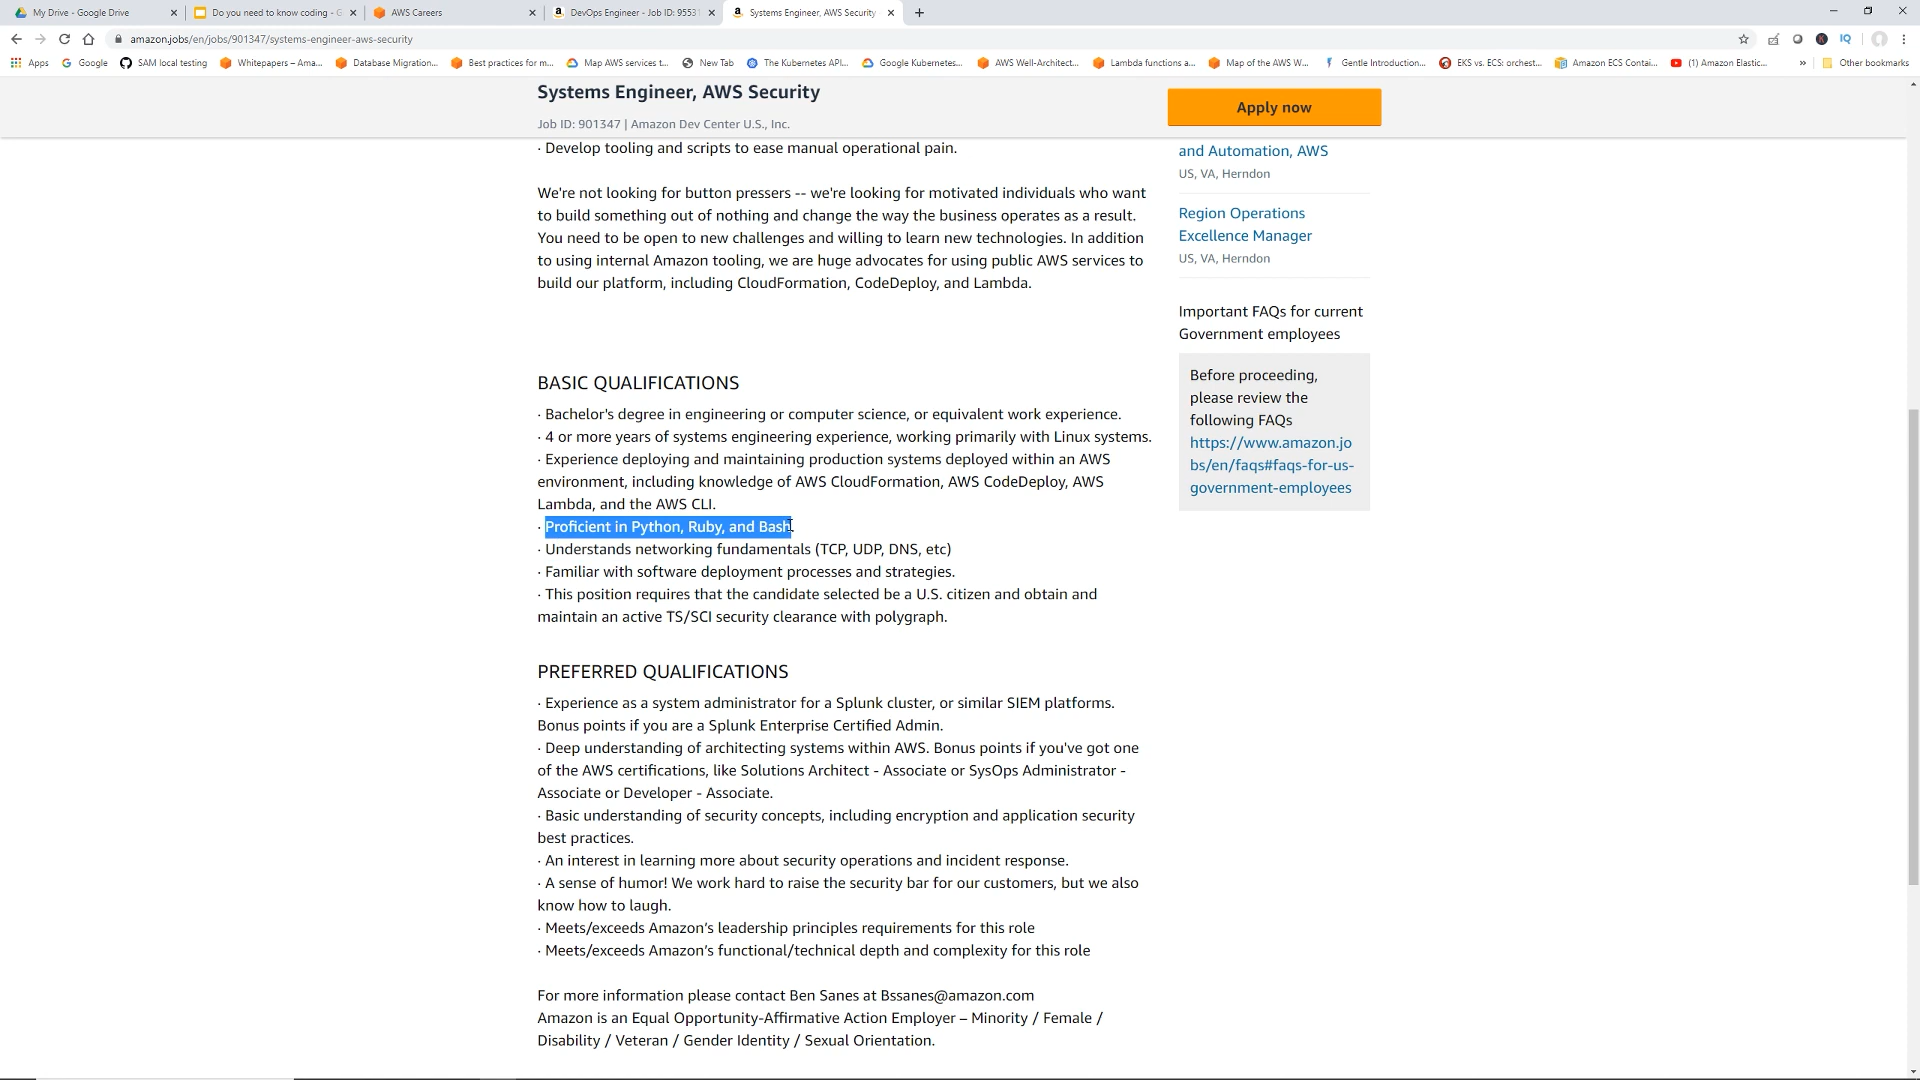 My Drive - Google Drive
Do you need to know coding - G
AWS Careers
DevOps Engineer - Job ID: 95531
Systems Engineer, AWS Security
amazon.jobs/en/jobs/901347/systems-engineer-aws-security
IQ
Apps
Google
SAM local testing
Whitepapers – Ama...
Database Migration...
Best practices for m...
Map AWS services t...
New Tab
The Kubernetes API...
Google Kubernetes...
AWS Well-Architect...
Lambda functions a...
Map of the AWS W...
Gentle Introduction...
EKS vs. ECS: orchest...
Amazon ECS Contai...
(1) Amazon Elastic...
»
Other bookmarks
Systems Engineer, AWS Security
Job ID: 901347 | Amazon Dev Center U.S., Inc.
Apply now
· Develop tooling and scripts to ease manual operational pain.
We're not looking for button pressers -- we're looking for motivated individuals who want
to build something out of nothing and change the way the business operates as a result.
You need to be open to new challenges and willing to learn new technologies. In addition
to using internal Amazon tooling, we are huge advocates for using public AWS services to
build our platform, including CloudFormation, CodeDeploy, and Lambda.
BASIC QUALIFICATIONS
· Bachelor's degree in engineering or computer science, or equivalent work experience.
· 4 or more years of systems engineering experience, working primarily with Linux systems.
· Experience deploying and maintaining production systems deployed within an AWS
environment, including knowledge of AWS CloudFormation, AWS CodeDeploy, AWS
Lambda, and the AWS CLI.
· Proficient in Python, Ruby, and Bash
· Understands networking fundamentals (TCP, UDP, DNS, etc)
· Familiar with software deployment processes and strategies.
· This position requires that the candidate selected be a U.S. citizen and obtain and
maintain an active TS/SCI security clearance with polygraph.
PREFERRED QUALIFICATIONS
· Experience as a system administrator for a Splunk cluster, or similar SIEM platforms.
Bonus points if you are a Splunk Enterprise Certified Admin.
· Deep understanding of architecting systems within AWS. Bonus points if you've got one
of the AWS certifications, like Solutions Architect - Associate or SysOps Administrator -
Associate or Developer - Associate.
· Basic understanding of security concepts, including encryption and application security
best practices.
· An interest in learning more about security operations and incident response.
· A sense of humor! We work hard to raise the security bar for our customers, but we also
know how to laugh.
· Meets/exceeds Amazon’s leadership principles requirements for this role
· Meets/exceeds Amazon’s functional/technical depth and complexity for this role
For more information please contact Ben Sanes at Bssanes@amazon.com
Amazon is an Equal Opportunity-Affirmative Action Employer – Minority / Female /
Disability / Veteran / Gender Identity / Sexual Orientation.
and Automation, AWS
US, VA, Herndon
Region Operations
Excellence Manager
US, VA, Herndon
Important FAQs for current
Government employees
Before proceeding,
please review the
following FAQs
https://www.amazon.jo
bs/en/faqs#faqs-for-us-
government-employees